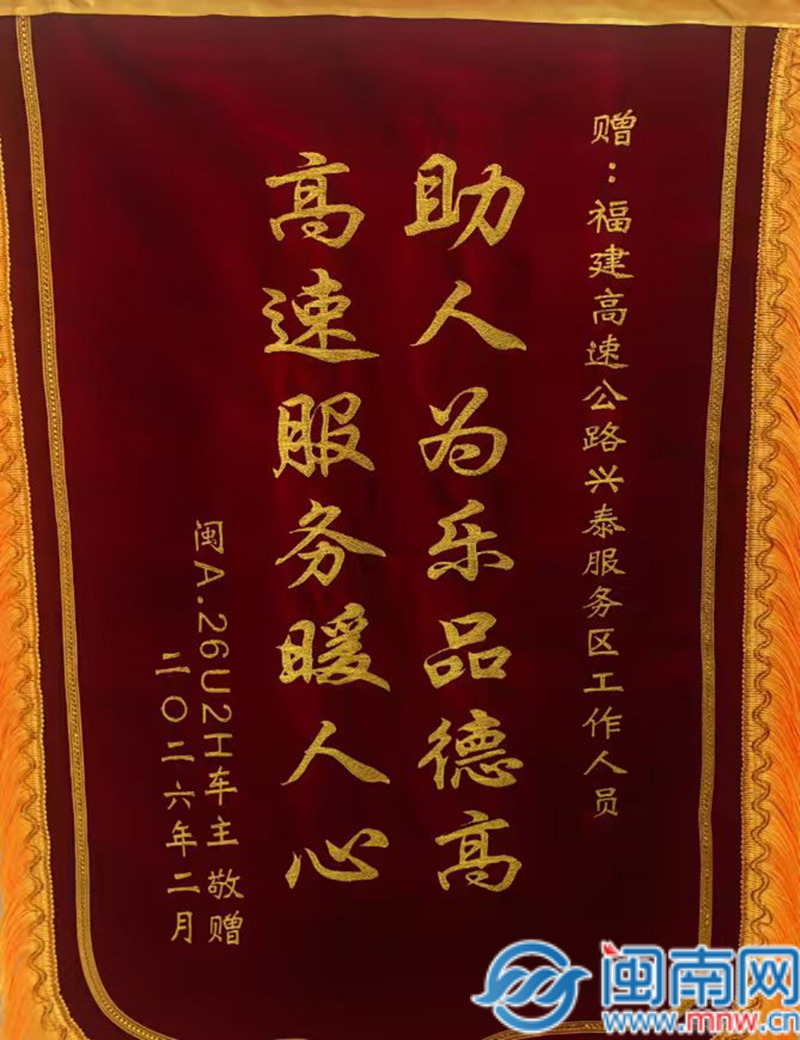 赠：福建高速公路兴泰服务区工作人员
助人为乐品德高
高速服务暖人心
闽A.26U2H车主 敬赠
二〇二六年二月
闽南网
www.mnw.cn